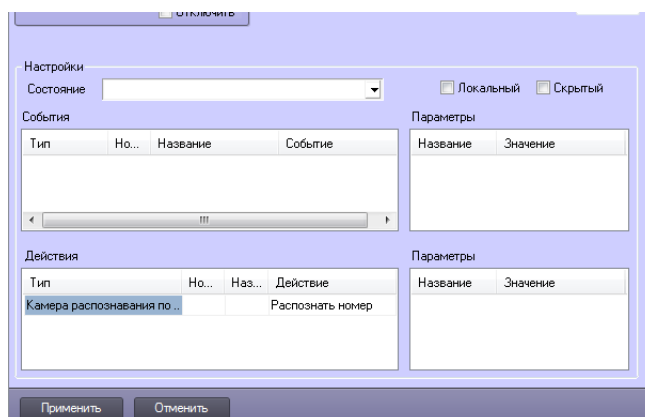 Отключить
Настройки
Состояние
Локальный Скрытый
События Параметры
Тип Но... Название Событие Название Значение
Действия Параметры
Тип Но... Наз... Действие Название Значение
Камера распознавания по .. Распознать номер
Применить Отменить